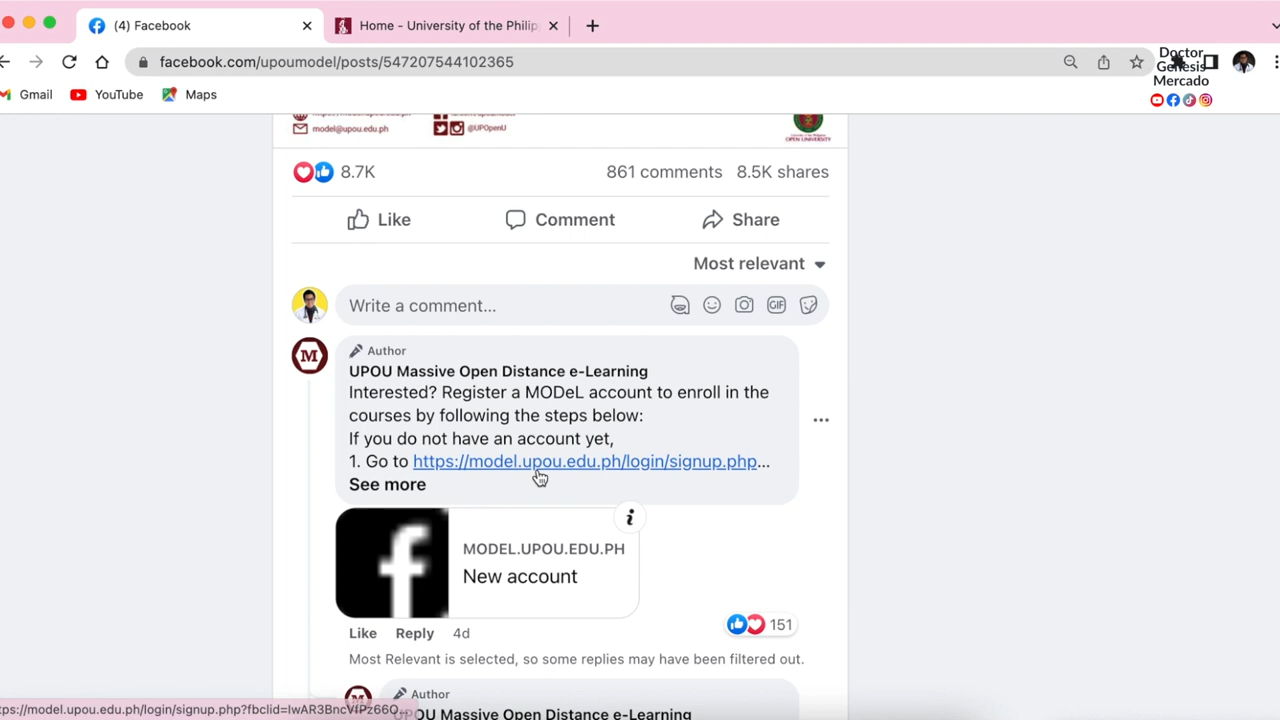 (4) Facebook
Home - University of the Philip
facebook.com/upoumodel/posts/547207544102365
Doctor
Genesis
Mercado
Gmail
YouTube
Maps
model@upou.edu.ph
@UPOpenU
OPEN UNIVERSITY
8.7K
861 comments
8.5K shares
Like
Comment
Share
Most relevant
Write a comment...
GIF
M
Author
UPOU Massive Open Distance e-Learning
Interested? Register a MODeL account to enroll in the
courses by following the steps below:
If you do not have an account yet,
1. Go to https://model.upou.edu.ph/login/signup.php...
See more
MODEL.UPOU.EDU.PH
New account
Like
Reply
4d
151
Most Relevant is selected, so some replies may have been filtered out.
Author
UPOU Massive Open Distance e-Learning